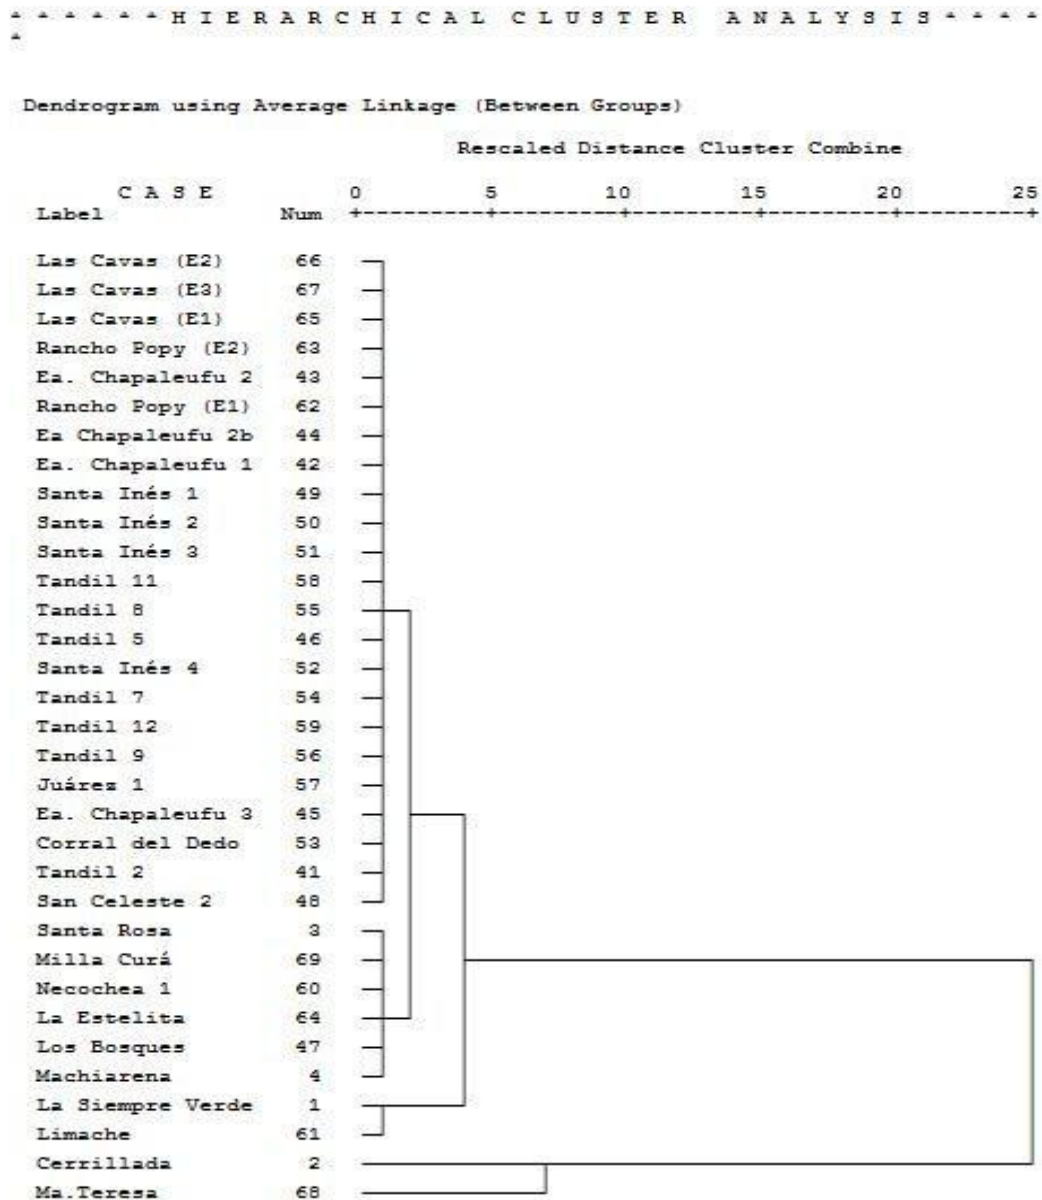 * * * * * * H I E R A R C H I C A L C L U S T E R A N A L Y S I S * * * *
*
Dendrogram using Average Linkage (Between Groups)
Rescaled Distance Cluster Combine
C A S E 0 5 10 15 20 25
Label Num +---------+---------+---------+---------+---------+
Las Cavas (E2) 66
Las Cavas (E3) 67
Las Cavas (E1) 65
Rancho Popy (E2) 63
Ea. Chapaleufu 2 43
Rancho Popy (E1) 62
Ea Chapaleufu 2b 44
Ea. Chapaleufu 1 42
Santa Inés 1 49
Santa Inés 2 50
Santa Inés 3 51
Tandil 11 58
Tandil 8 55
Tandil 5 46
Santa Inés 4 52
Tandil 7 54
Tandil 12 59
Tandil 9 56
Juárez 1 57
Ea. Chapaleufu 3 45
Corral del Dedo 53
Tandil 2 41
San Celeste 2 48
Santa Rosa 3
Milla Curá 69
Necochea 1 60
La Estelita 64
Los Bosques 47
Machiarena 4
La Siempre Verde 1
Limache 61
Cerrillada 2
Ma.Teresa 68